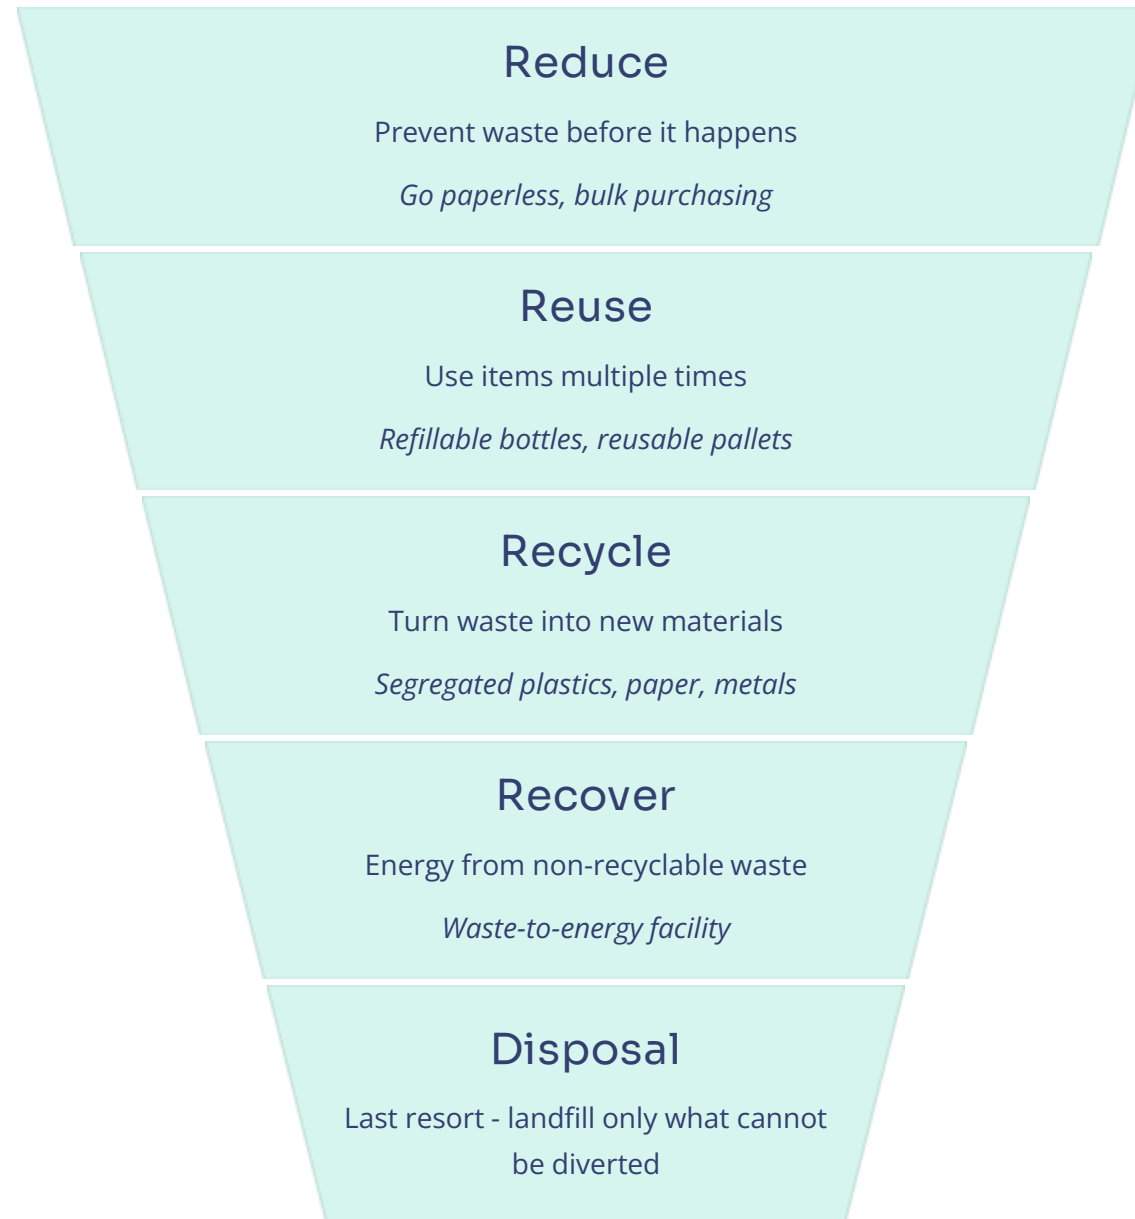 Reduce
Prevent waste before it happens
Go paperless, bulk purchasing
Reuse
Use items multiple times
Refillable bottles, reusable pallets
Recycle
Turn waste into new materials
Segregated plastics, paper, metals
Recover
Energy from non-recyclable waste
Waste-to-energy facility
Disposal
Last resort - landfill only what cannot
be diverted